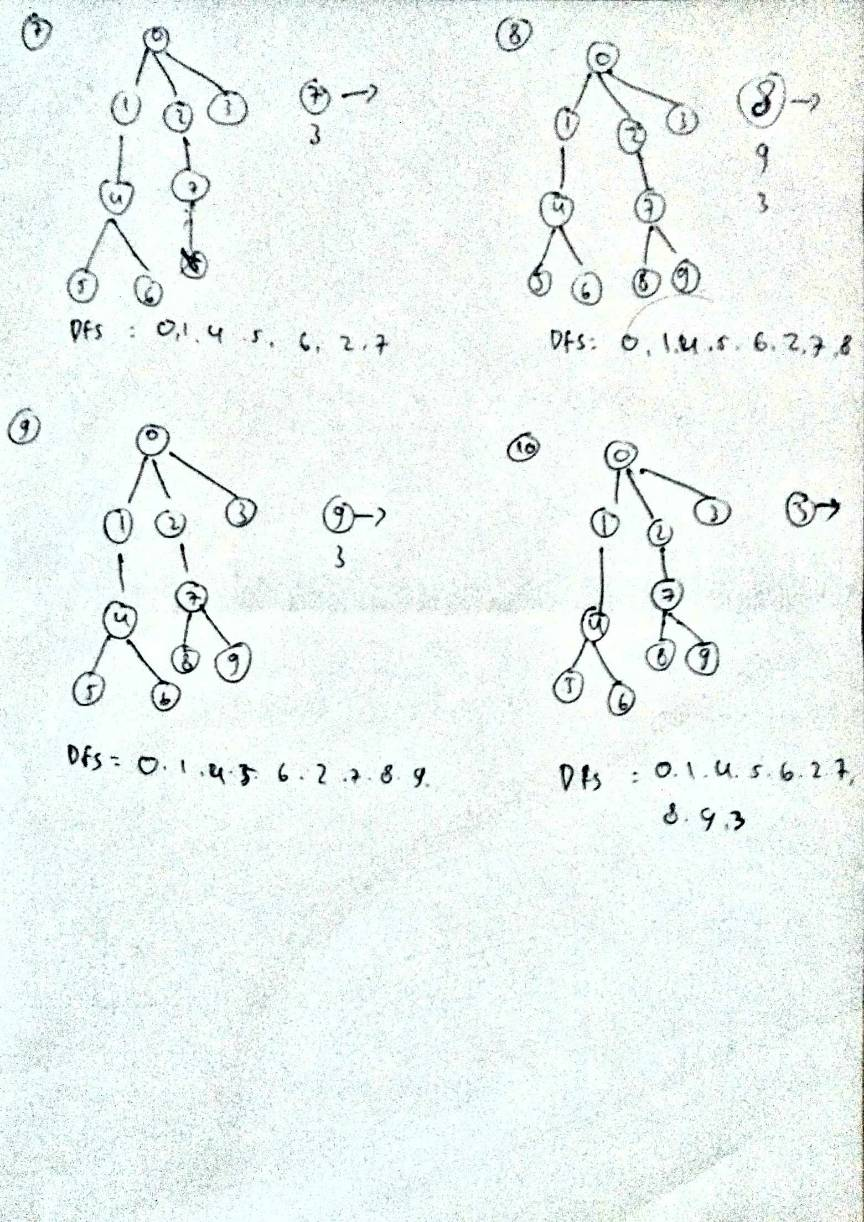 7
0
1 2 3
7 →
3
4 7
5 6
DFS : 0,1.4.5. 6. 2.7
8
0
1 2 3
8 →
9
3
4 7
5 6 8 9
DFS: 0.1.4.5.6.2,7,8
9
0
1 2 3
9 →
3
4 7
5 6 8 9
DFS = 0.1.4.5.6.2.7.8.9.
10
0
1 2 3
3 →
4 7
5 6 8 9
DFS : 0.1.4.5.6.2.7,
8.9.3